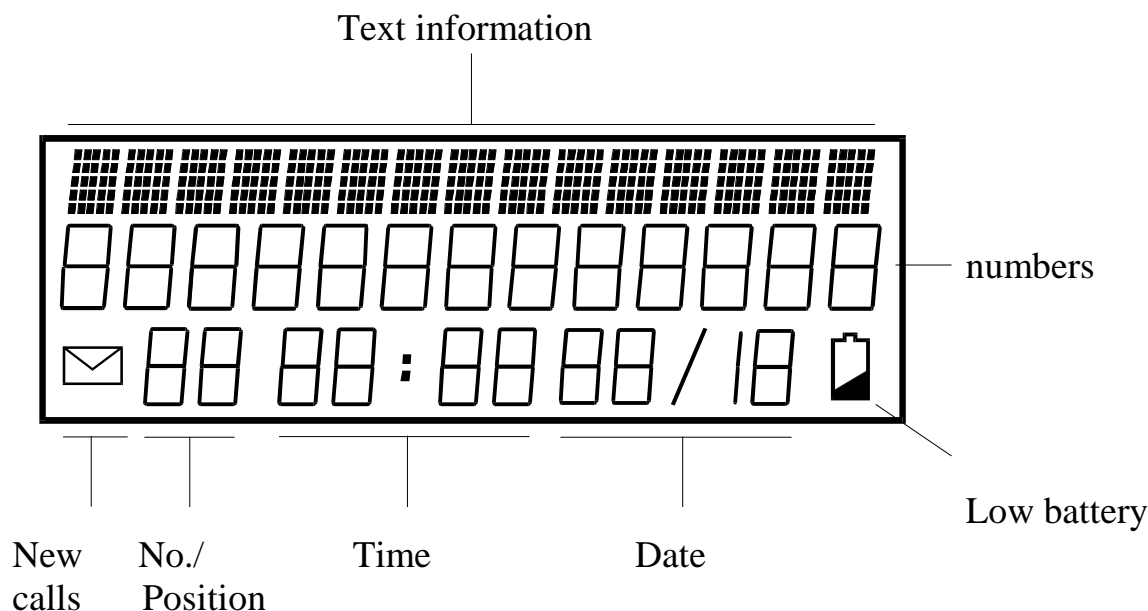 Text information
numbers
Low battery
New calls
No./ Position
Time
Date